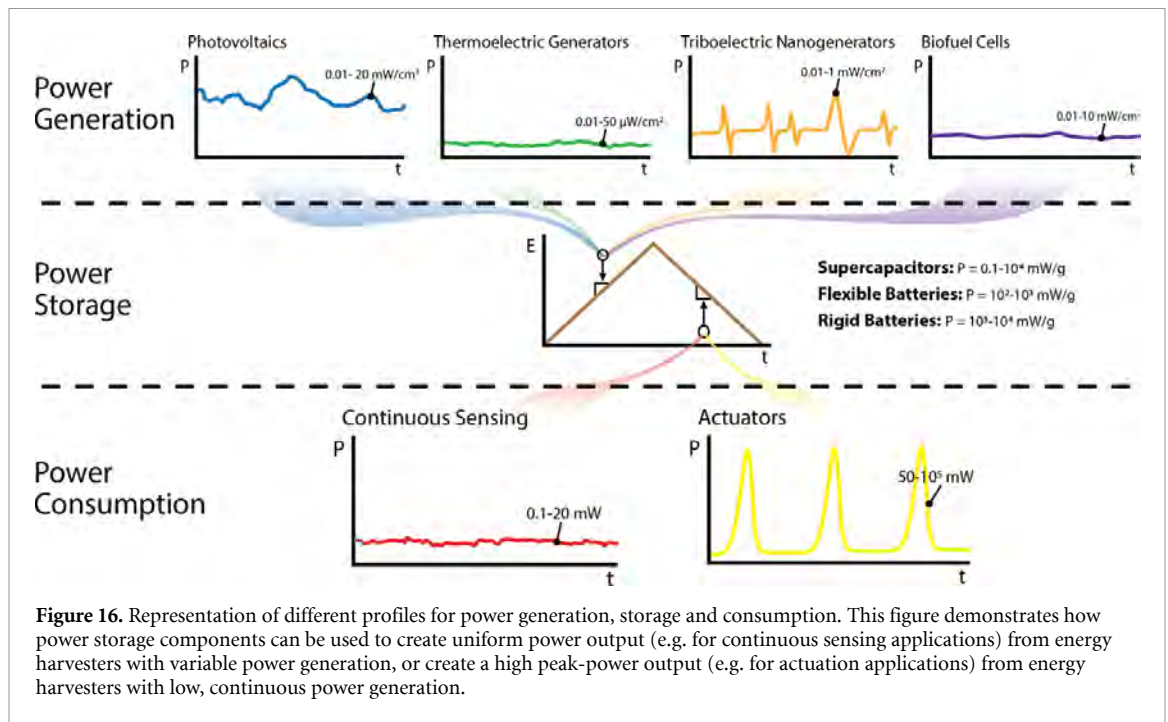 Photovoltaics
Thermoelectric Generators
Triboelectric Nanogenerators
Biofuel Cells
Power
Generation
P
0.01- 20 mW/cm²
t
P
0.01-50 μW/cm²
t
P
0.01-1 mW/cm²
t
P
0.01-10 mW/cm
t
Power
Storage
E
t
Supercapacitors: P = 0.1-10⁴ mW/g
Flexible Batteries: P = 10²-10³ mW/g
Rigid Batteries: P = 10³-10⁴ mW/g
Power
Consumption
Continuous Sensing
P
0.1-20 mW
t
Actuators
P
50-10⁵ mW
t
Figure 16. Representation of different profiles for power generation, storage and consumption. This figure demonstrates how
power storage components can be used to create uniform power output (e.g. for continuous sensing applications) from energy
harvesters with variable power generation, or create a high peak-power output (e.g. for actuation applications) from energy
harvesters with low, continuous power generation.